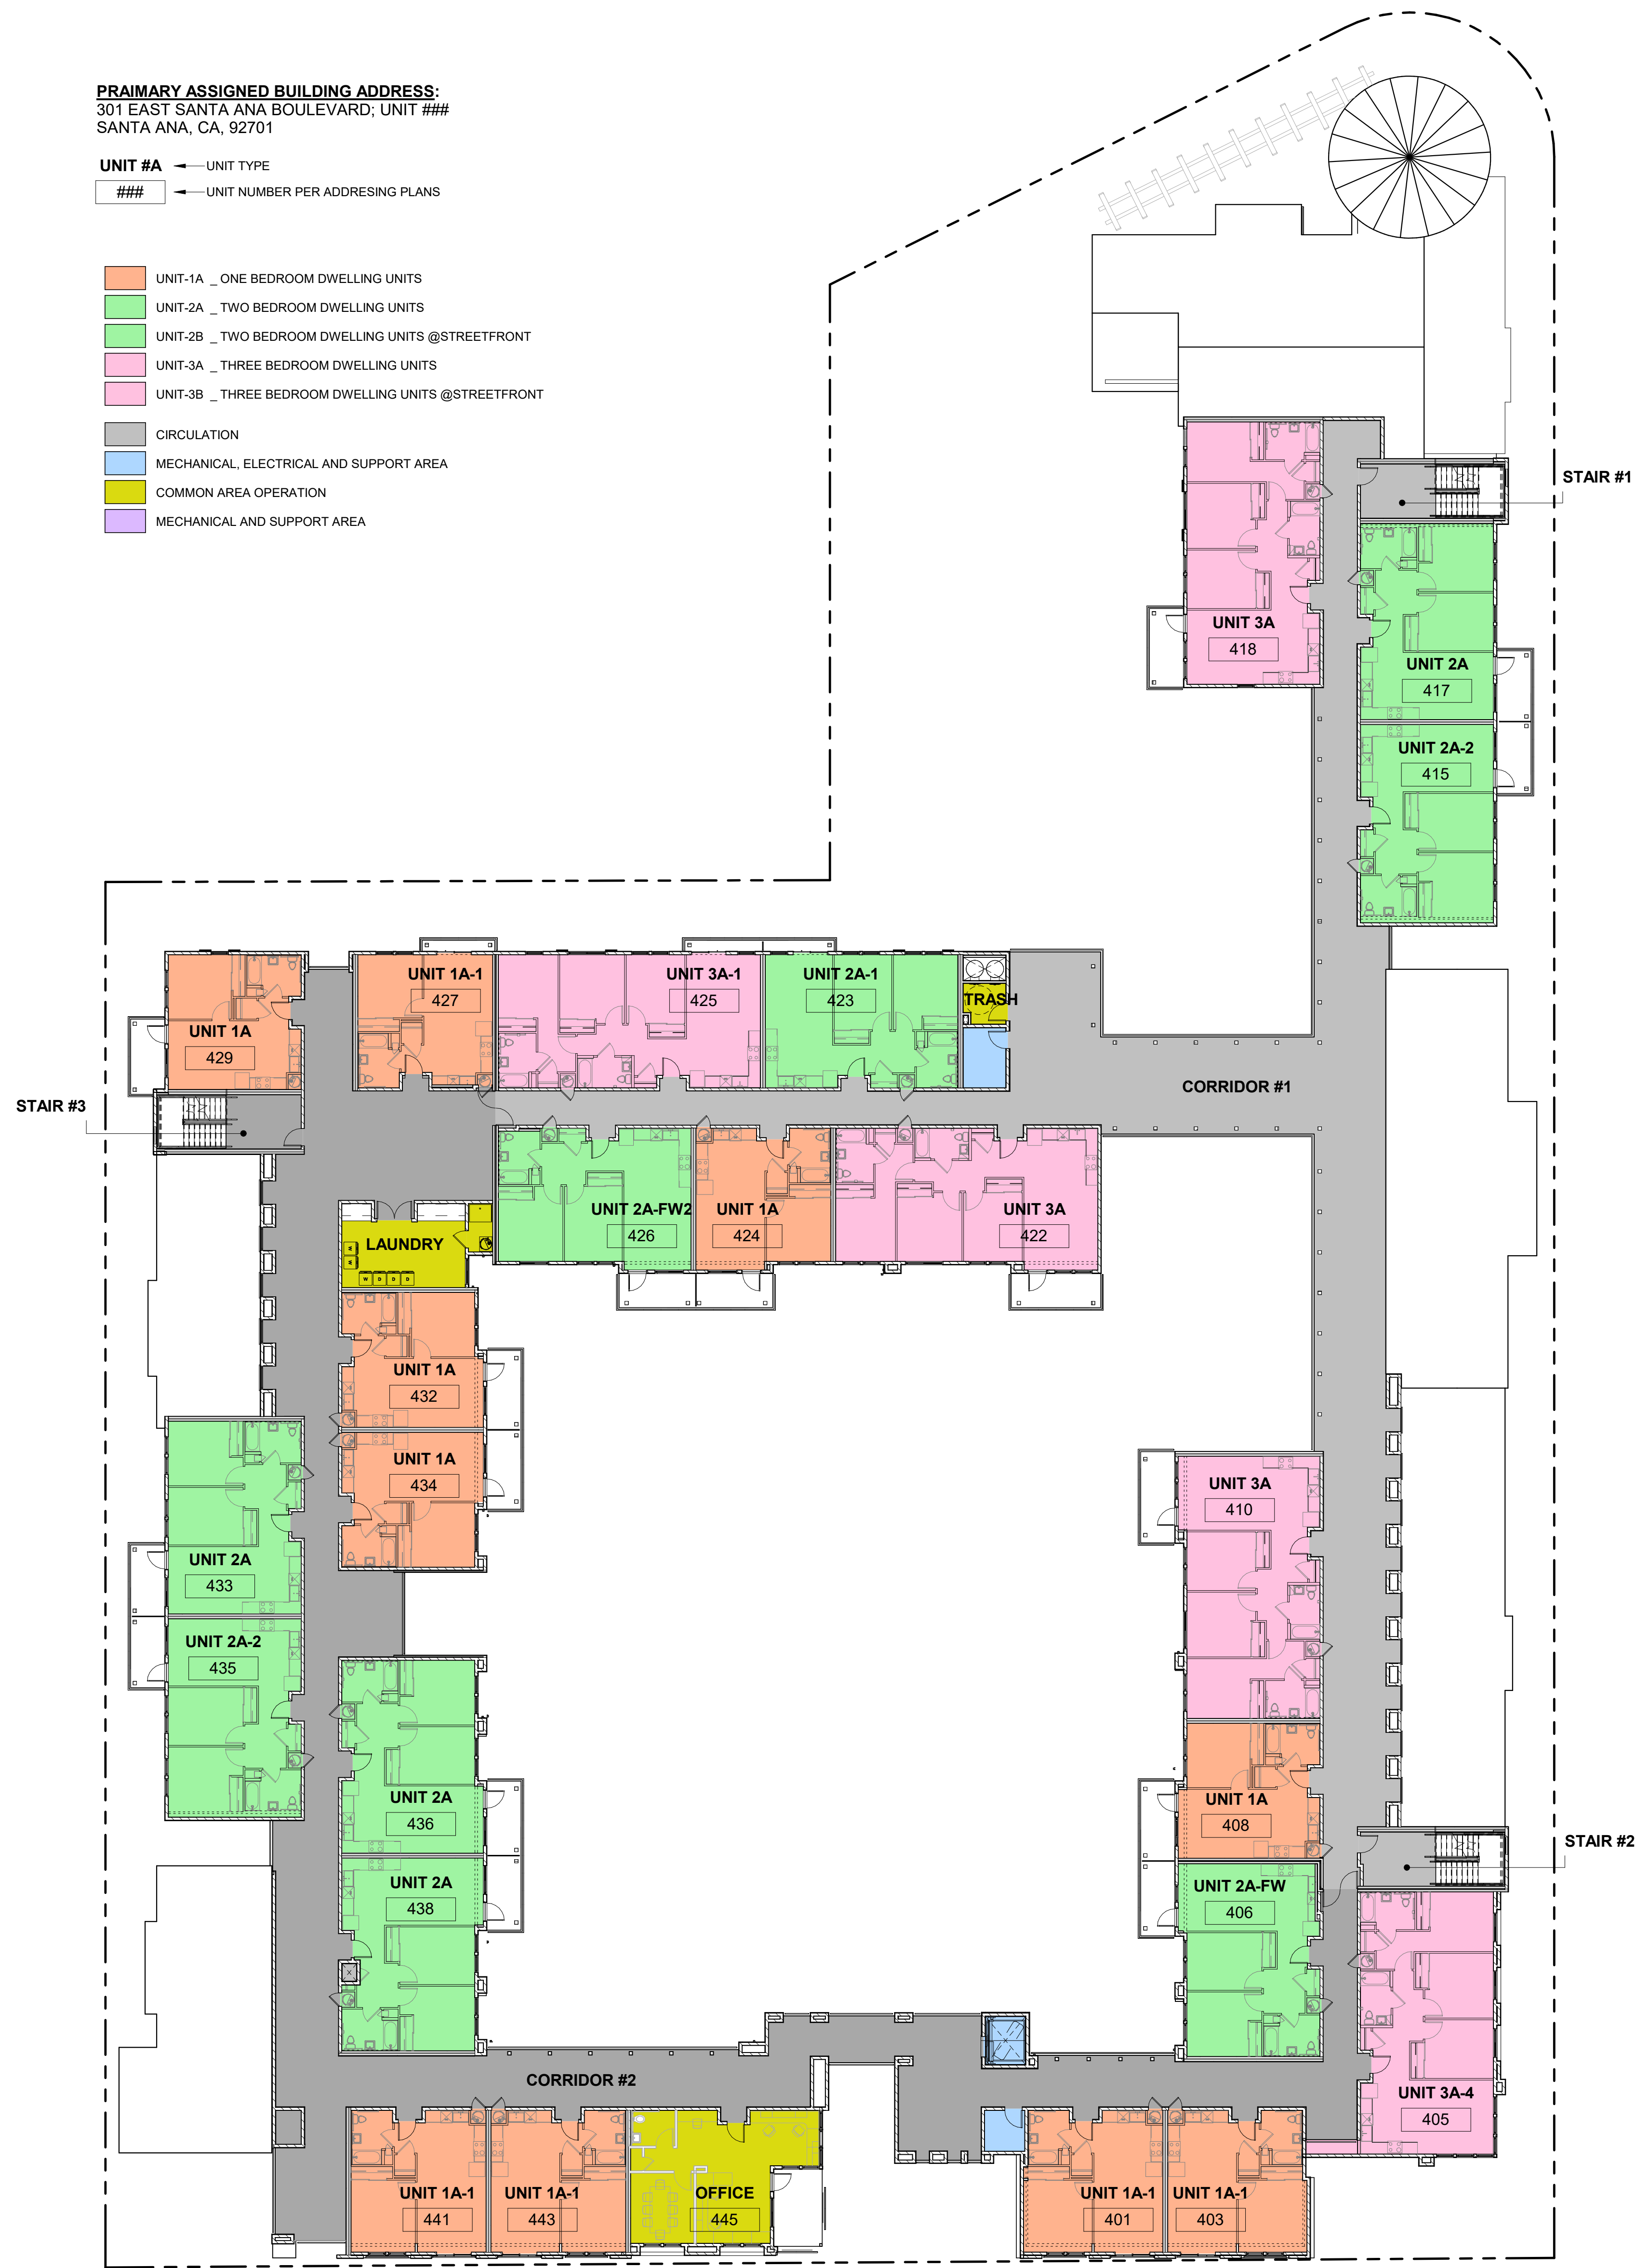 PRAIMARY ASSIGNED BUILDING ADDRESS:
301 EAST SANTA ANA BOULEVARD; UNIT ###
SANTA ANA, CA, 92701
UNIT #A
UNIT TYPE
###
UNIT NUMBER PER ADDRESING PLANS
UNIT-1A _ ONE BEDROOM DWELLING UNITS
UNIT-2A _ TWO BEDROOM DWELLING UNITS
UNIT-2B _ TWO BEDROOM DWELLING UNITS @STREETFRONT
UNIT-3A _ THREE BEDROOM DWELLING UNITS
UNIT-3B _ THREE BEDROOM DWELLING UNITS @STREETFRONT
CIRCULATION
MECHANICAL, ELECTRICAL AND SUPPORT AREA
COMMON AREA OPERATION
MECHANICAL AND SUPPORT AREA
STAIR #1
UNIT 3A
418
UNIT 2A
417
UNIT 2A-2
415
UNIT 1A
429
UNIT 1A-1
427
UNIT 3A-1
425
UNIT 2A-1
423
TRASH
CORRIDOR #1
STAIR #3
UNIT 2A-FW2
426
UNIT 1A
424
UNIT 3A
422
LAUNDRY
W
W
W
D
D
D
UNIT 1A
432
UNIT 1A
434
UNIT 3A
410
UNIT 2A
433
UNIT 2A-2
435
UNIT 2A
436
UNIT 1A
408
STAIR #2
UNIT 2A
438
UNIT 2A-FW
406
CORRIDOR #2
UNIT 3A-4
405
UNIT 1A-1
441
UNIT 1A-1
443
OFFICE
445
UNIT 1A-1
401
UNIT 1A-1
403